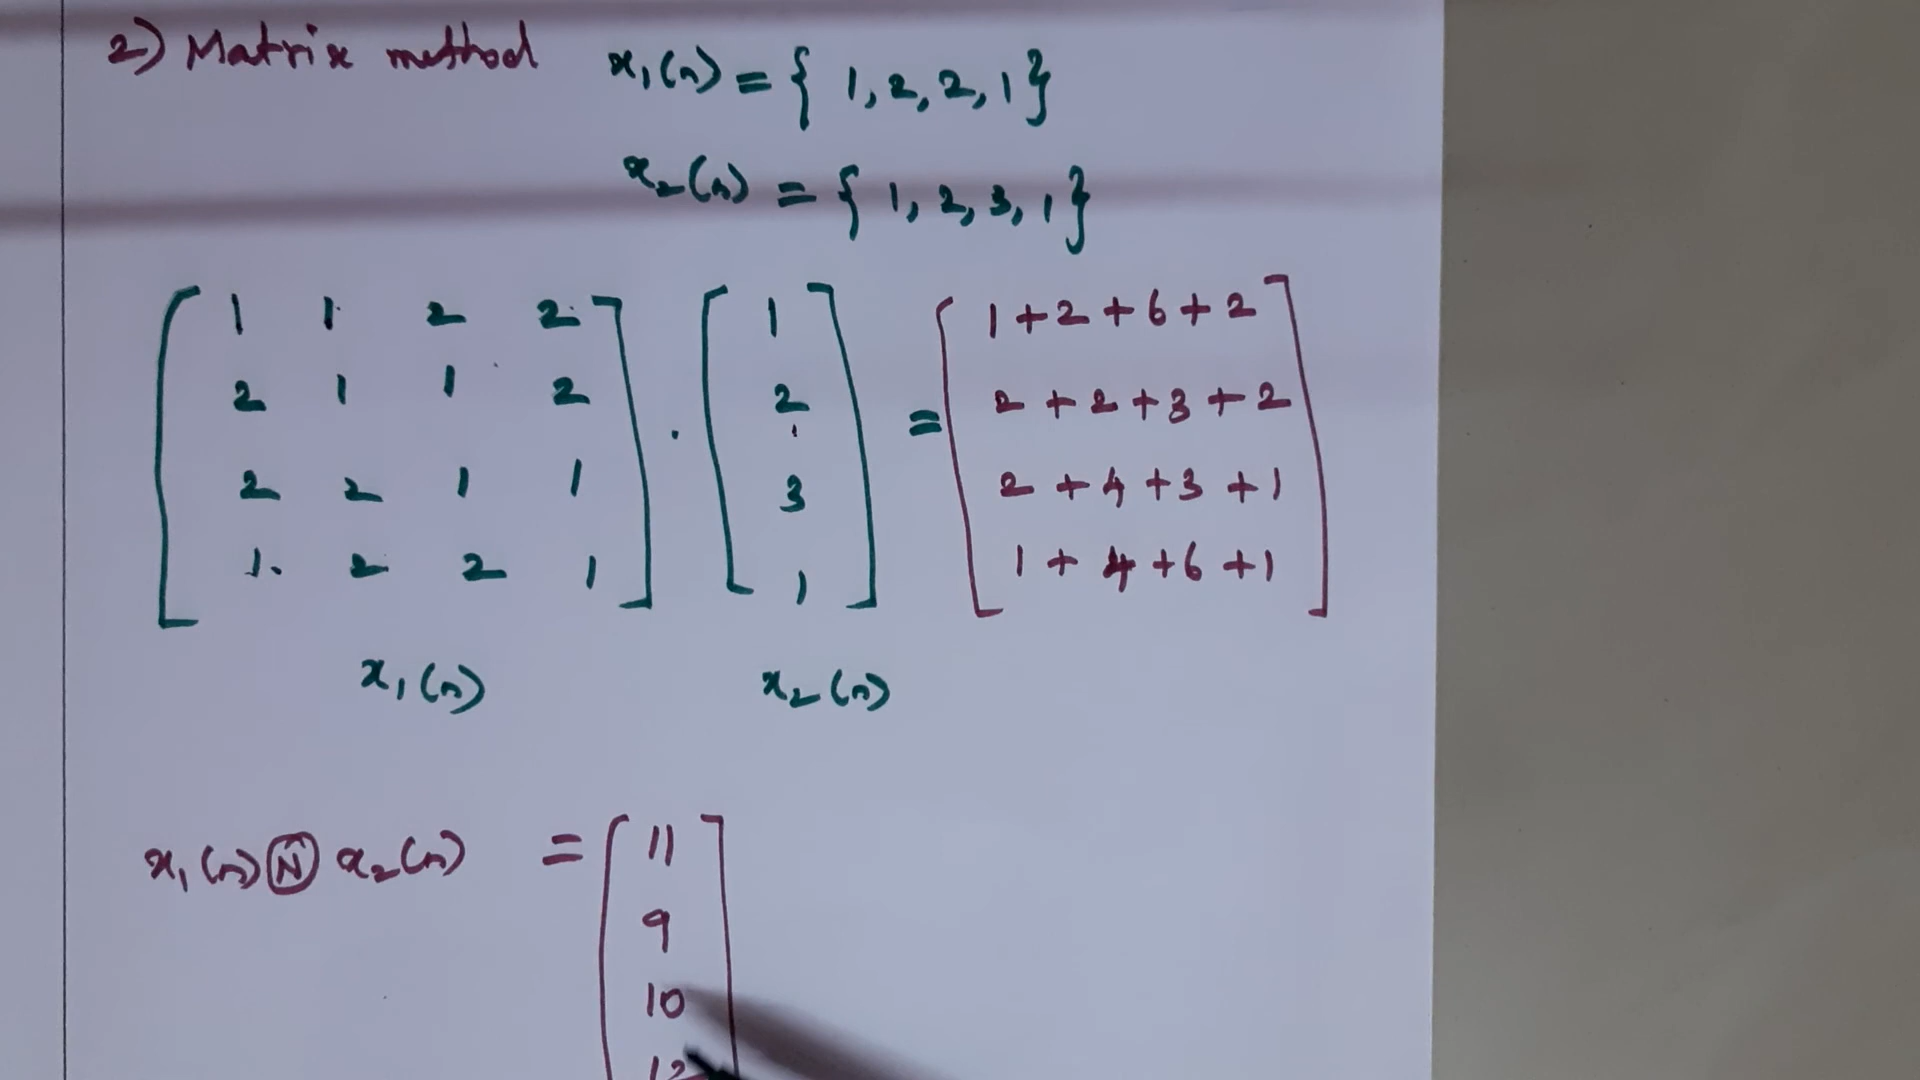 2) Matrix method x₁(n) = { 1, 2, 2, 1 }
x₂(n) = { 1, 2, 3, 1 }
1 1 2 2 1 1+2+6+2
2 1 1 2 2 2+2+3+2
2 2 1 1 . 3 = 2+4+3+1
1 2 2 1 1 1+4+6+1
x₁(n) x₂(n)
x₁(n) Ⓝ x₂(n) = 11
9
10
12